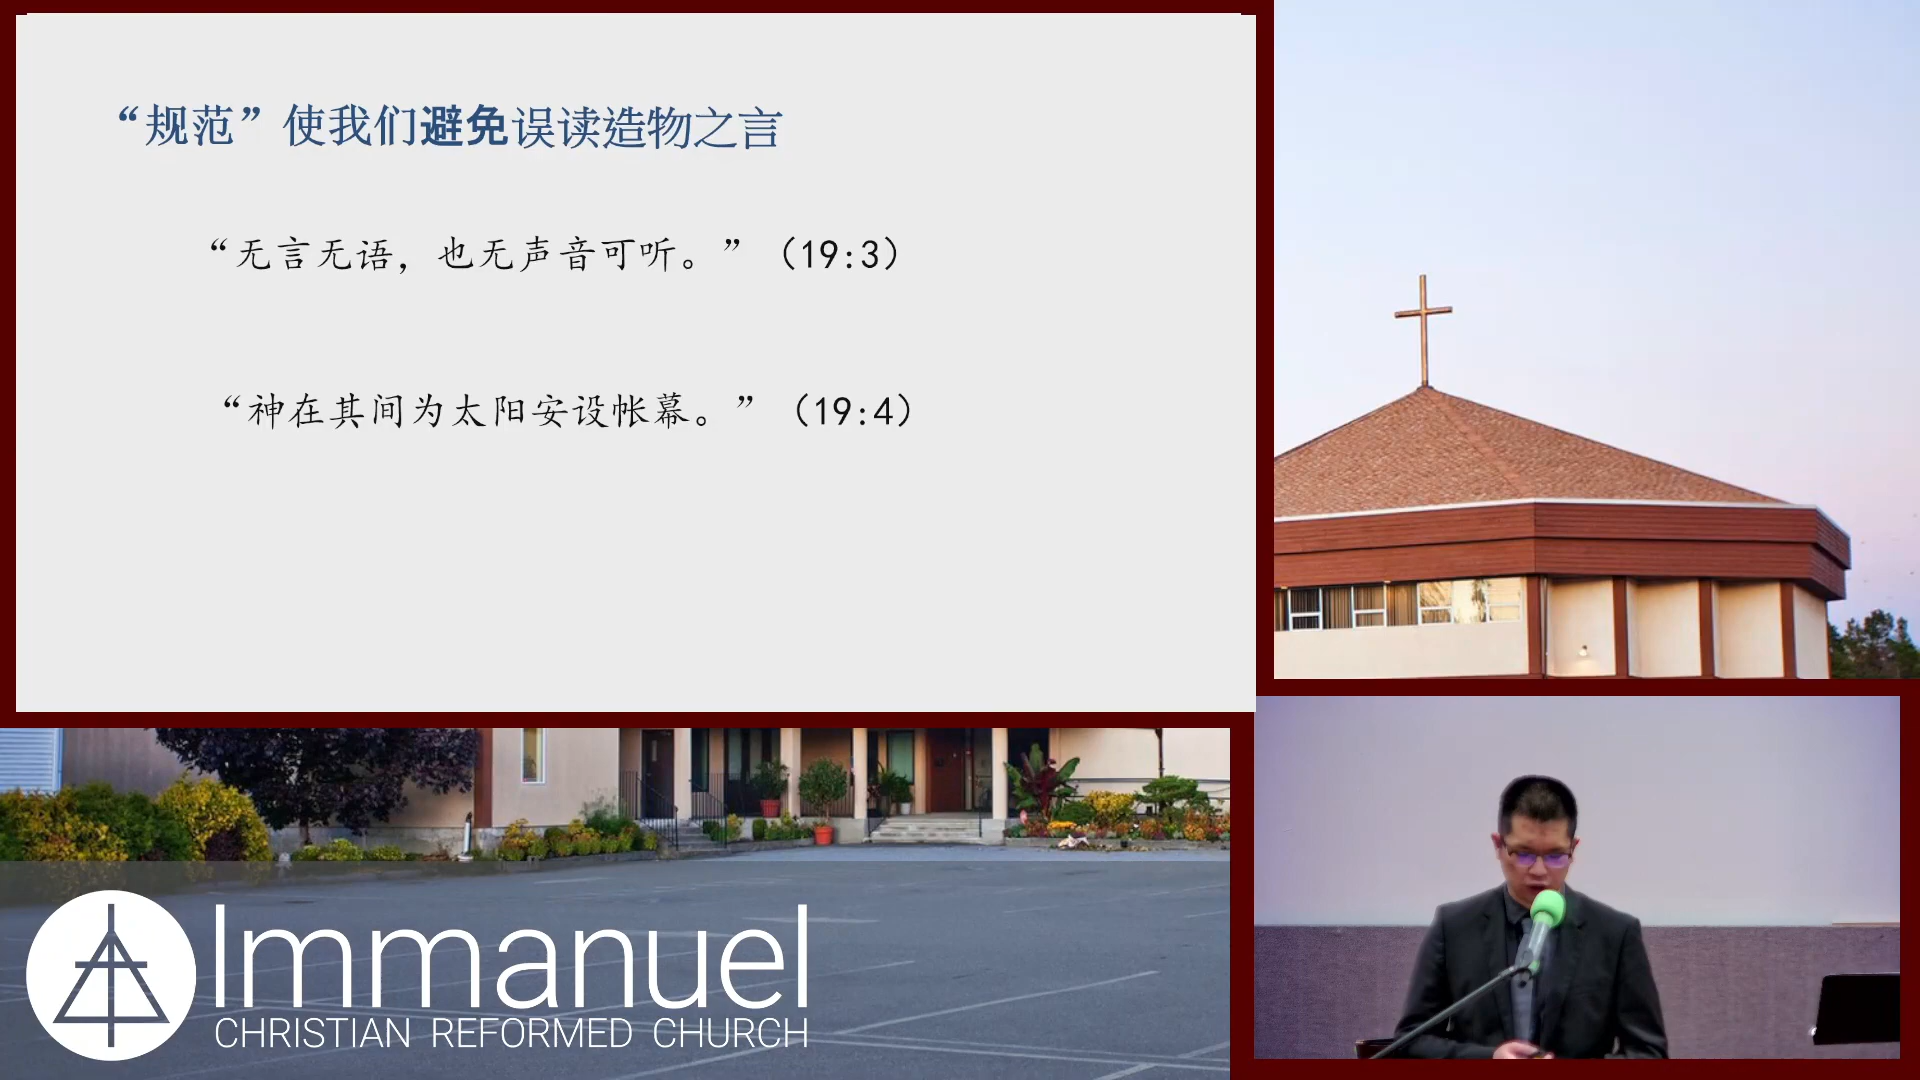 “规范”使我们避免误读造物之言
“无言无语，也无声音可听。”（19:3）
“神在其间为太阳安设帐幕。”（19:4）
Immanuel
CHRISTIAN REFORMED CHURCH